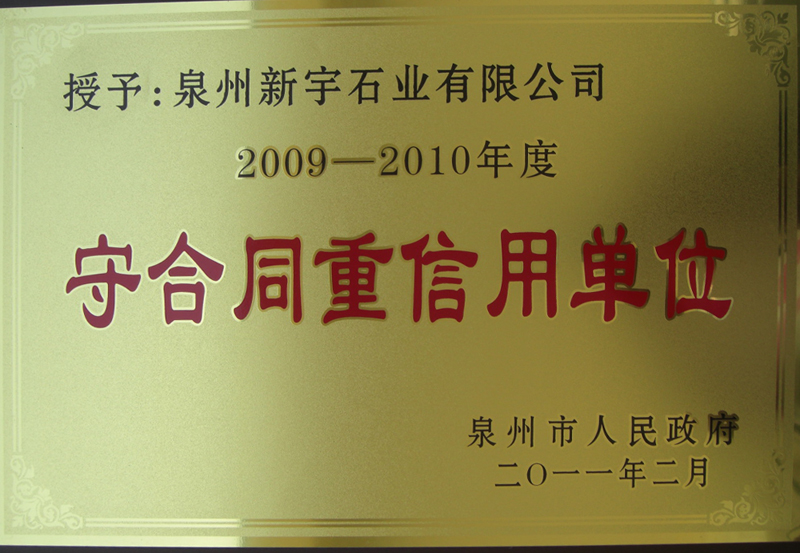 授予:泉州新宇石业有限公司
2009—2010年度
守合同重信用单位
泉州市人民政府
二〇一一年二月